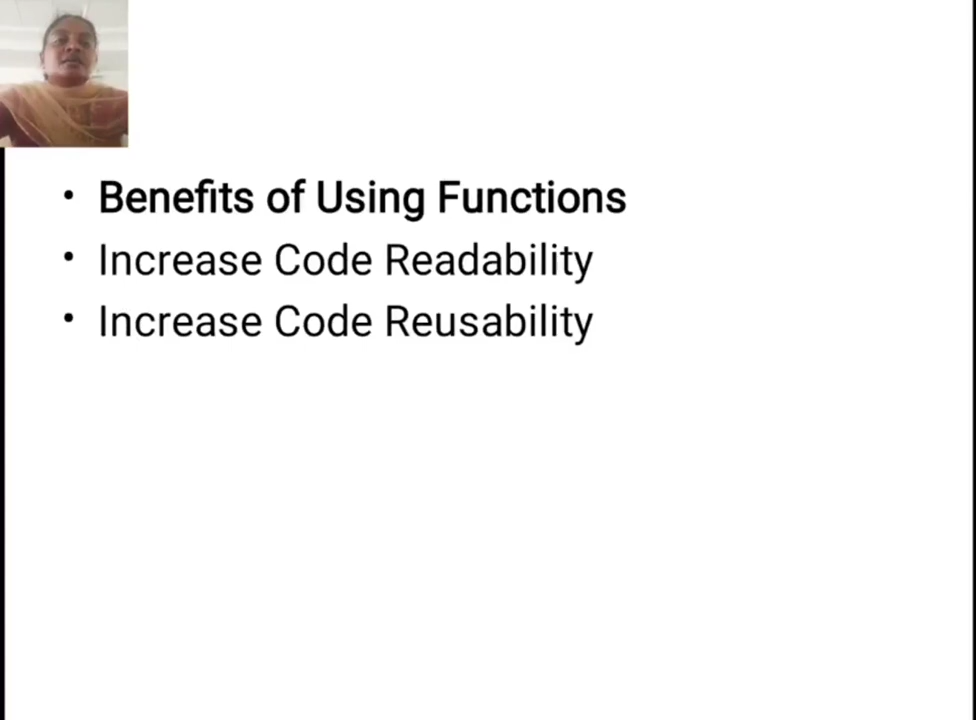 • Benefits of Using Functions
• Increase Code Readability
• Increase Code Reusability